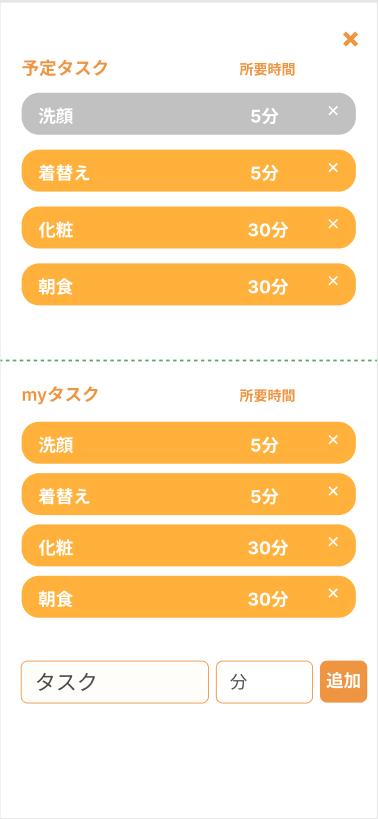 予定タスク 所要時間
洗顔 5分 ×
着替え 5分 ×
化粧 30分 ×
朝食 30分 ×
myタスク 所要時間
洗顔 5分 ×
着替え 5分 ×
化粧 30分 ×
朝食 30分 ×
タスク 分 追加